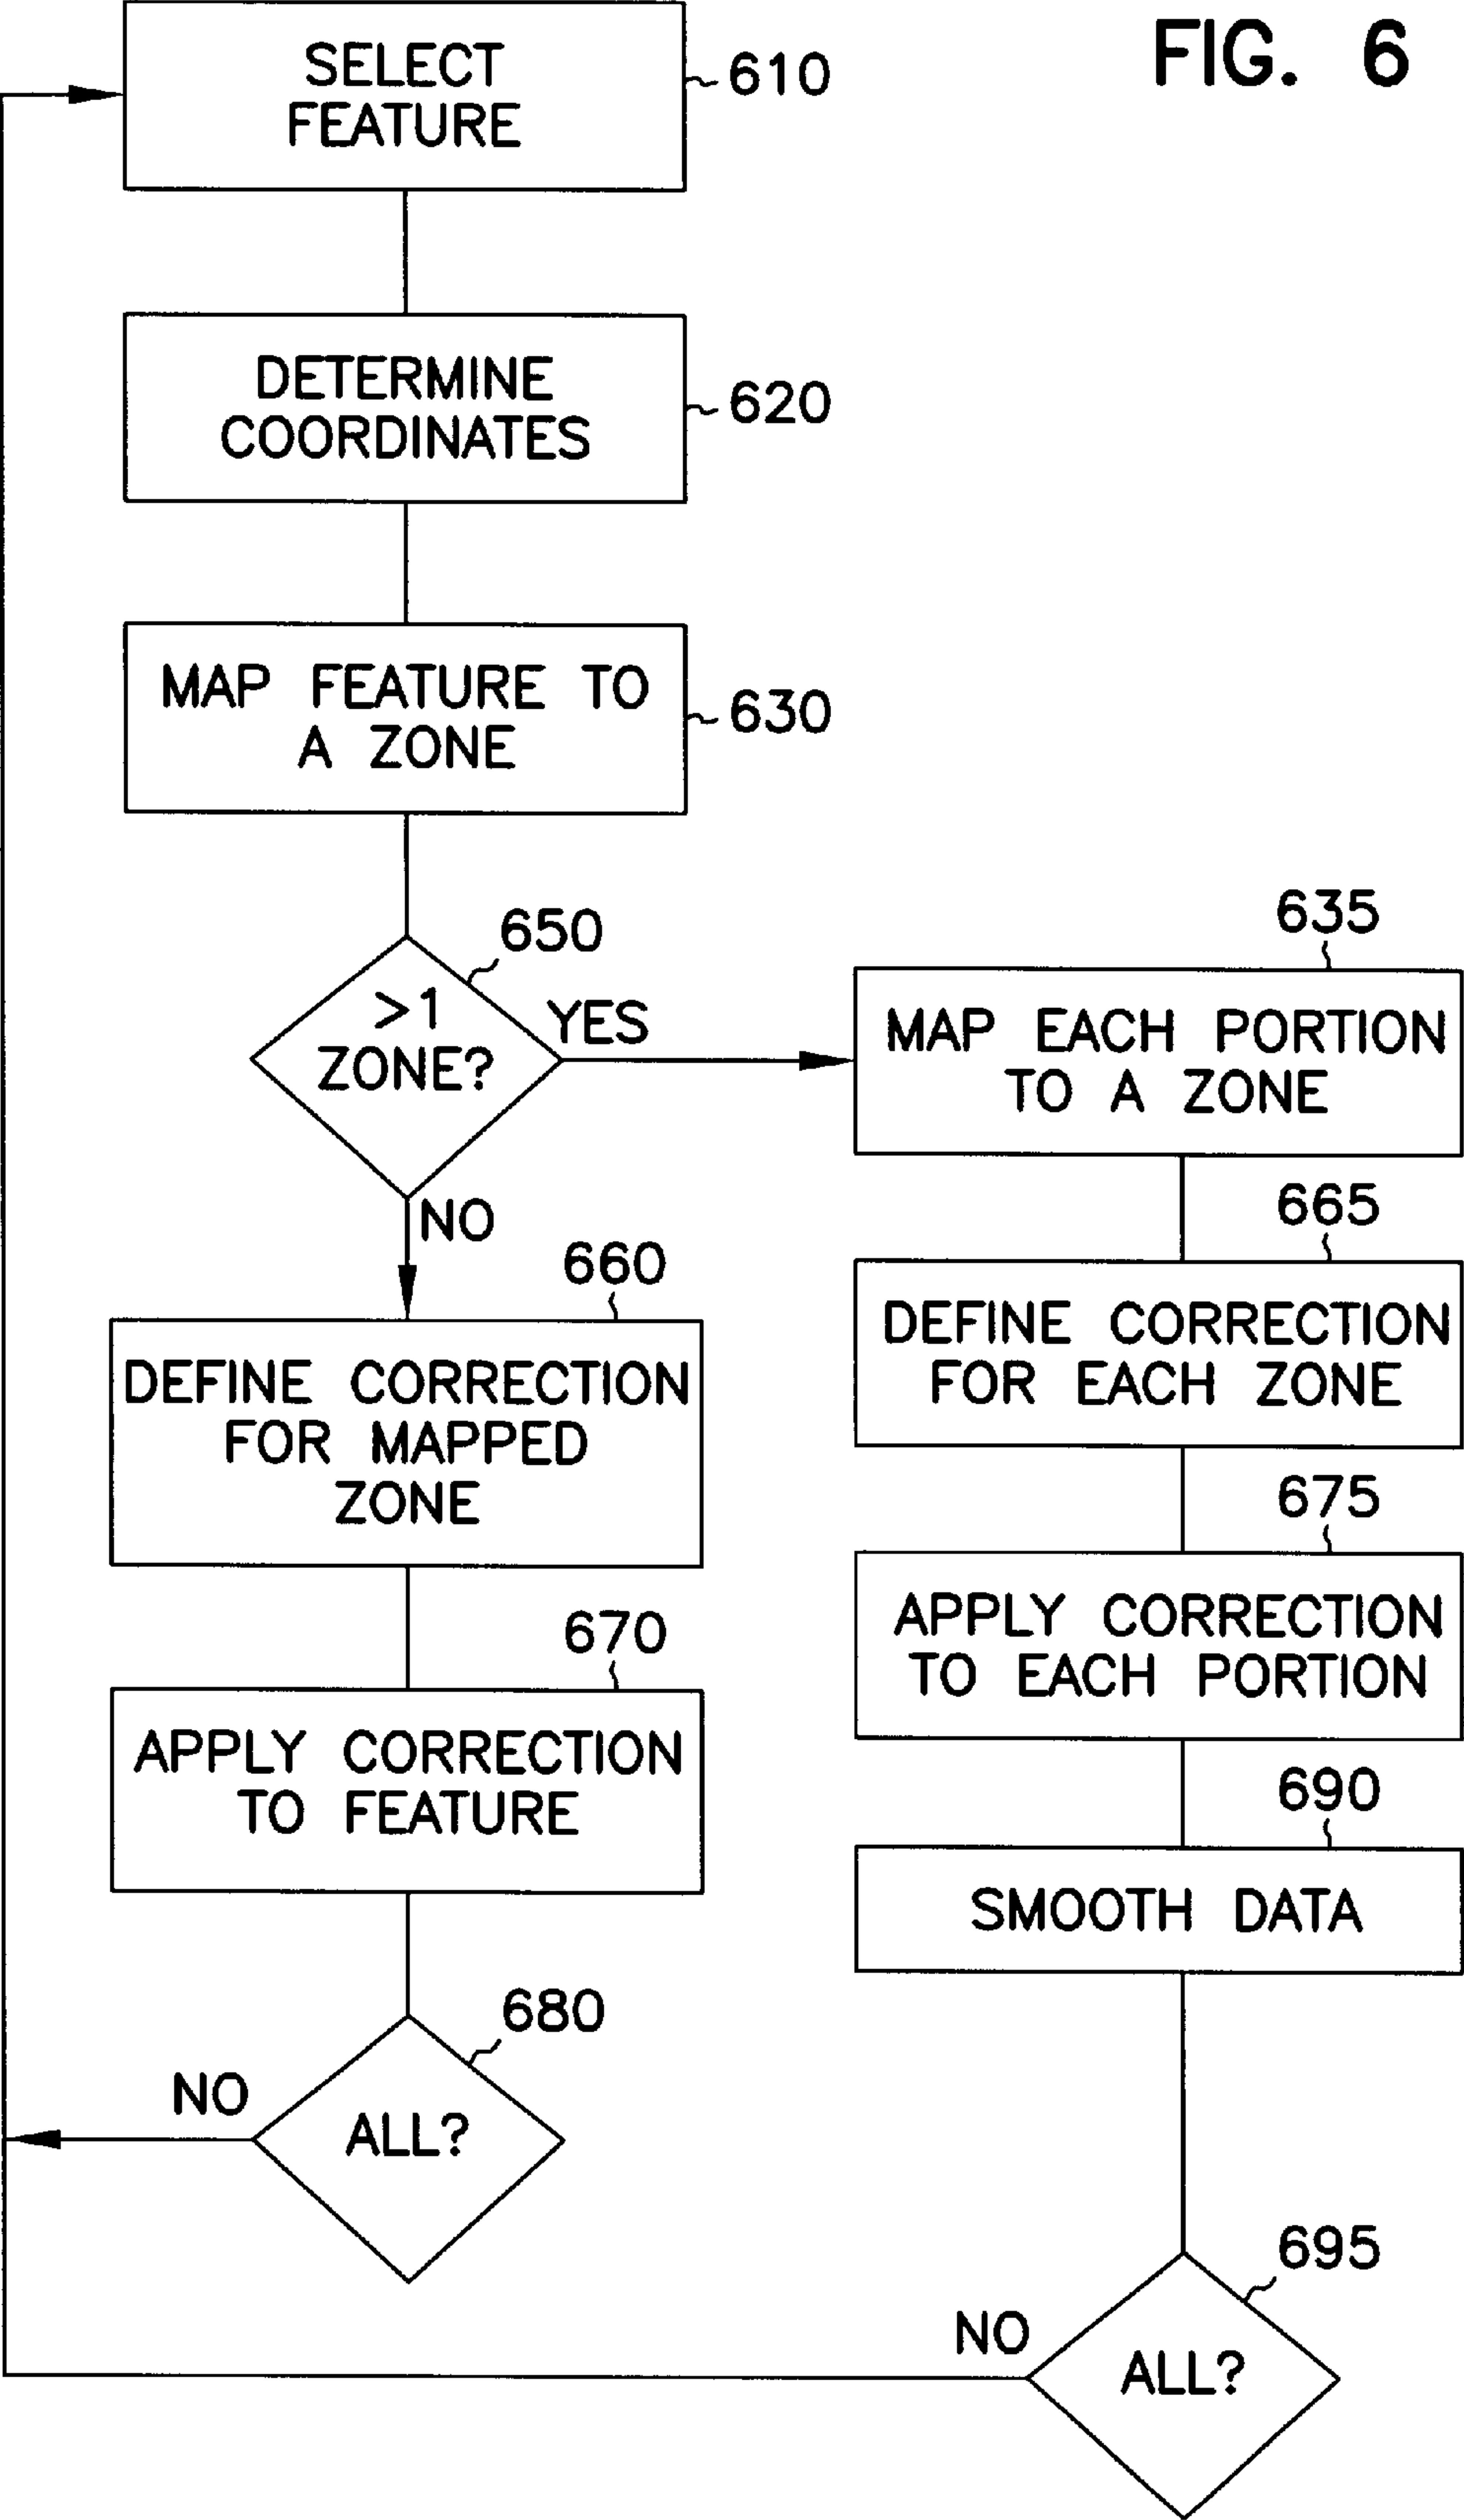 FIG. 6
SELECT
FEATURE
610
DETERMINE
COORDINATES
620
MAP FEATURE TO
A ZONE
630
650
>1
ZONE?
YES
NO
635
MAP EACH PORTION
TO A ZONE
660
DEFINE CORRECTION
FOR MAPPED
ZONE
665
DEFINE CORRECTION
FOR EACH ZONE
670
APPLY CORRECTION
TO FEATURE
675
APPLY CORRECTION
TO EACH PORTION
690
SMOOTH DATA
680
NO
ALL?
695
NO
ALL?